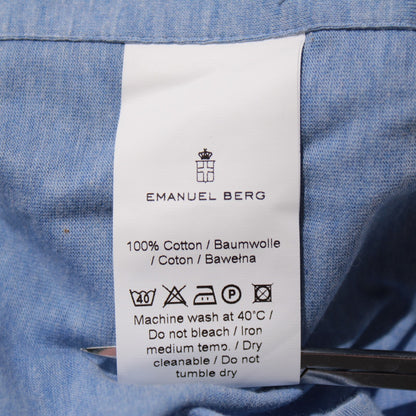 EMANUEL BERG
100% Cotton / Baumwolle
/ Coton / Bawełna
Machine wash at 40°C /
Do not bleach / Iron
medium temp. / Dry
cleanable / Do not
tumble dry